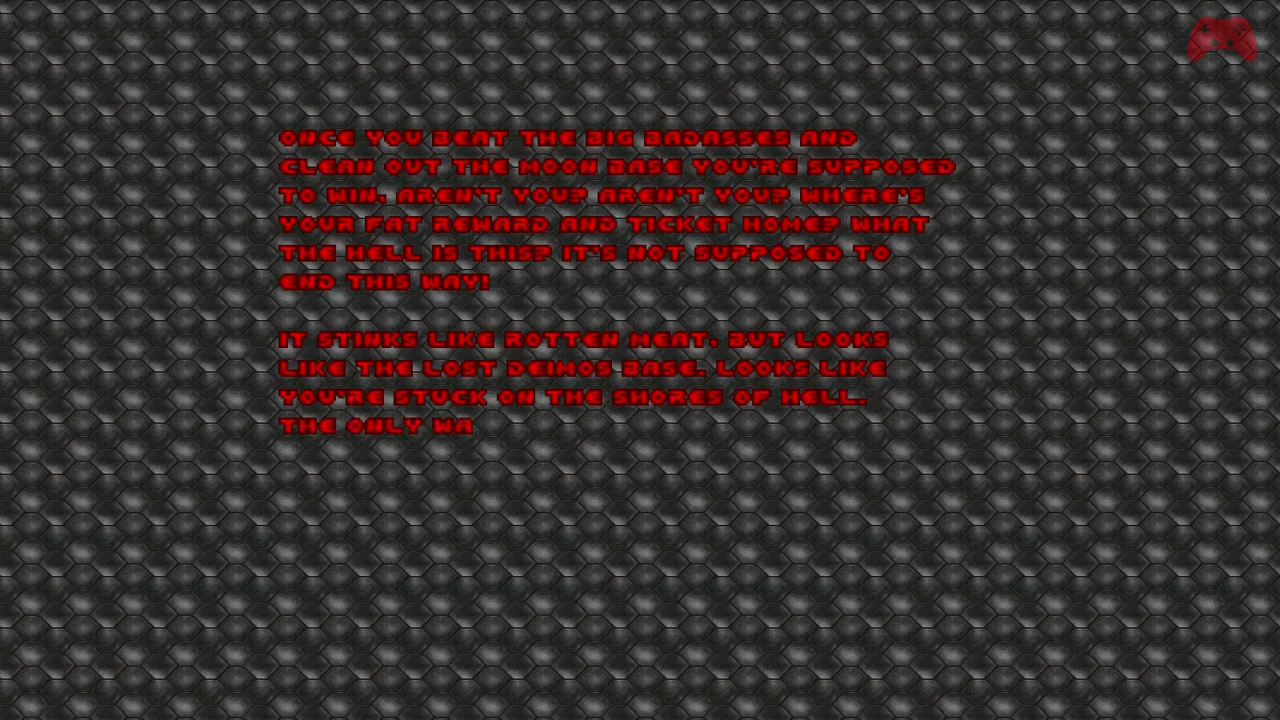 ONCE YOU BEAT THE BIG BADASSES AND
CLEAN OUT THE MOON BASE YOU'RE SUPPOSED
TO WIN, AREN'T YOU? AREN'T YOU? WHERE'S
YOUR FAT REWARD AND TICKET HOME? WHAT
THE HELL IS THIS? IT'S NOT SUPPOSED TO
END THIS WAY!

IT STINKS LIKE ROTTEN MEAT, BUT LOOKS
LIKE THE LOST DEIMOS BASE. LOOKS LIKE
YOU'RE STUCK ON THE SHORES OF HELL.
THE ONLY WA